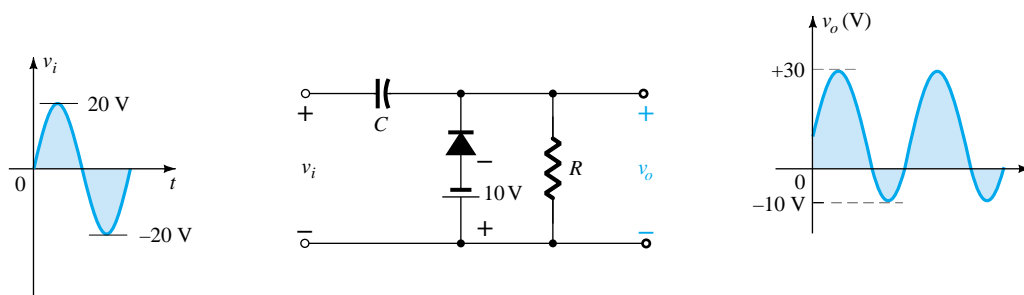 v_i
20 V
0
t
–20 V
+
C
–
+
v_i
–
10 V
+
R
+
v_o
–
v_o (V)
+30
0
–10 V